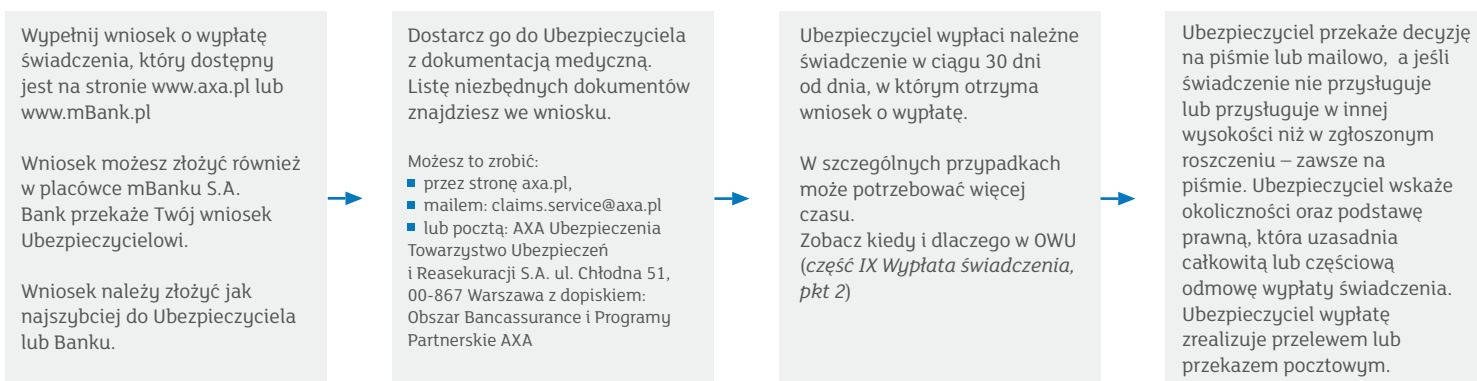 Wypełnij wniosek o wypłatę
świadczenia, który dostępny
jest na stronie www.axa.pl lub
www.mBank.pl
Wniosek możesz złożyć również
w placówce mBanku S.A.
Bank przekaże Twój wniosek
Ubezpieczycielowi.
Wniosek należy złożyć jak
najszybciej do Ubezpieczyciela
lub Banku.
Dostarcz go do Ubezpieczyciela
z dokumentacją medyczną.
Listę niezbędnych dokumentów
znajdziesz we wniosku.
Możesz to zrobić:
przez stronę axa.pl,
mailem: claims.service@axa.pl
lub pocztą: AXA Ubezpieczenia
Towarzystwo Ubezpieczeń
i Reasekuracji S.A. ul. Chłodna 51,
00-867 Warszawa z dopiskiem:
Obszar Bancassurance i Programy
Partnerskie AXA
Ubezpieczyciel wypłaci należne
świadczenie w ciągu 30 dni
od dnia, w którym otrzyma
wniosek o wypłatę.
W szczególnych przypadkach
może potrzebować więcej
czasu.
Zobacz kiedy i dlaczego w OWU
(część IX Wypłata świadczenia,
pkt 2)
Ubezpieczyciel przekaże decyzję
na piśmie lub mailowo, a jeśli
świadczenie nie przysługuje
lub przysługuje w innej
wysokości niż w zgłoszonym
roszczeniu – zawsze na
piśmie. Ubezpieczyciel wskaże
okoliczności oraz podstawę
prawną, która uzasadnia
całkowitą lub częściową
odmowę wypłaty świadczenia.
Ubezpieczyciel wypłatę
zrealizuje przelewem lub
przekazem pocztowym.